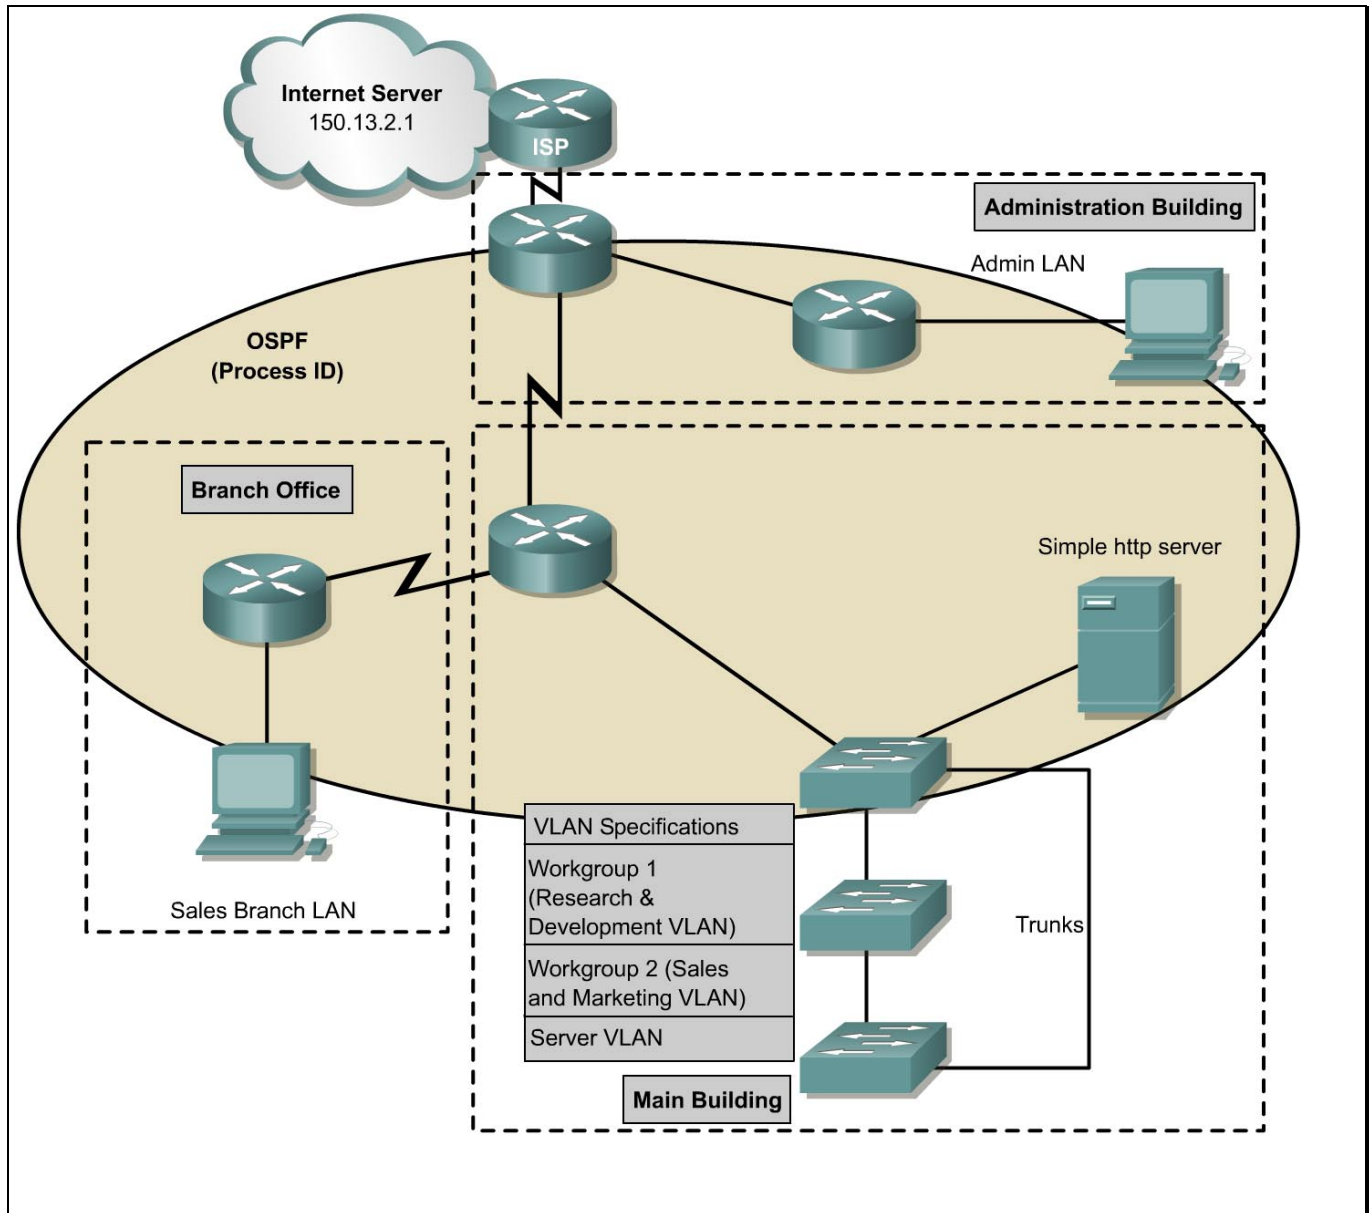 Internet Server
150.13.2.1
ISP
Administration Building
Admin LAN
OSPF
(Process ID)
Branch Office
Simple http server
Sales Branch LAN
VLAN Specifications
Workgroup 1
(Research &
Development VLAN)
Workgroup 2 (Sales
and Marketing VLAN)
Server VLAN
Trunks
Main Building